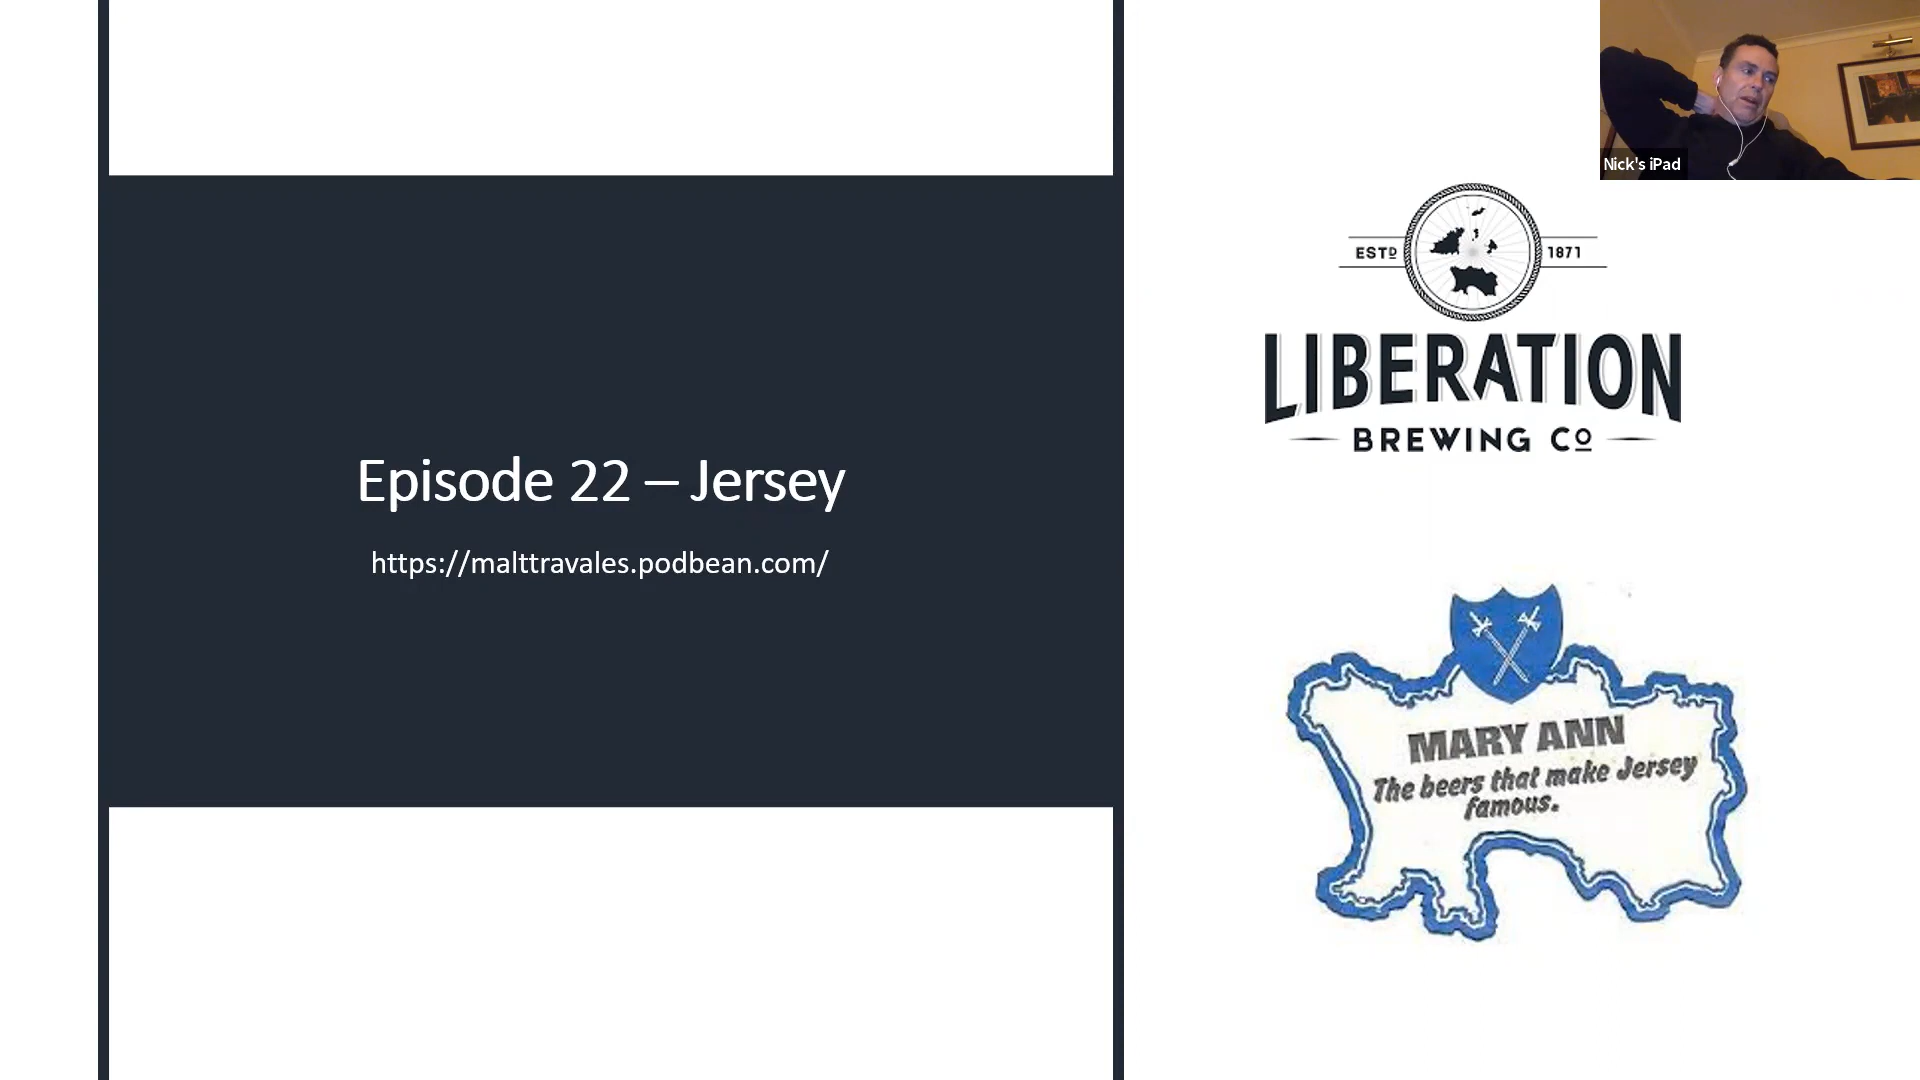 Episode 22 – Jersey
https://malttravales.podbean.com/
Nick's iPad
ESTD 1871
LIBERATION
BREWING Co
MARY ANN
The beers that make Jersey
famous.